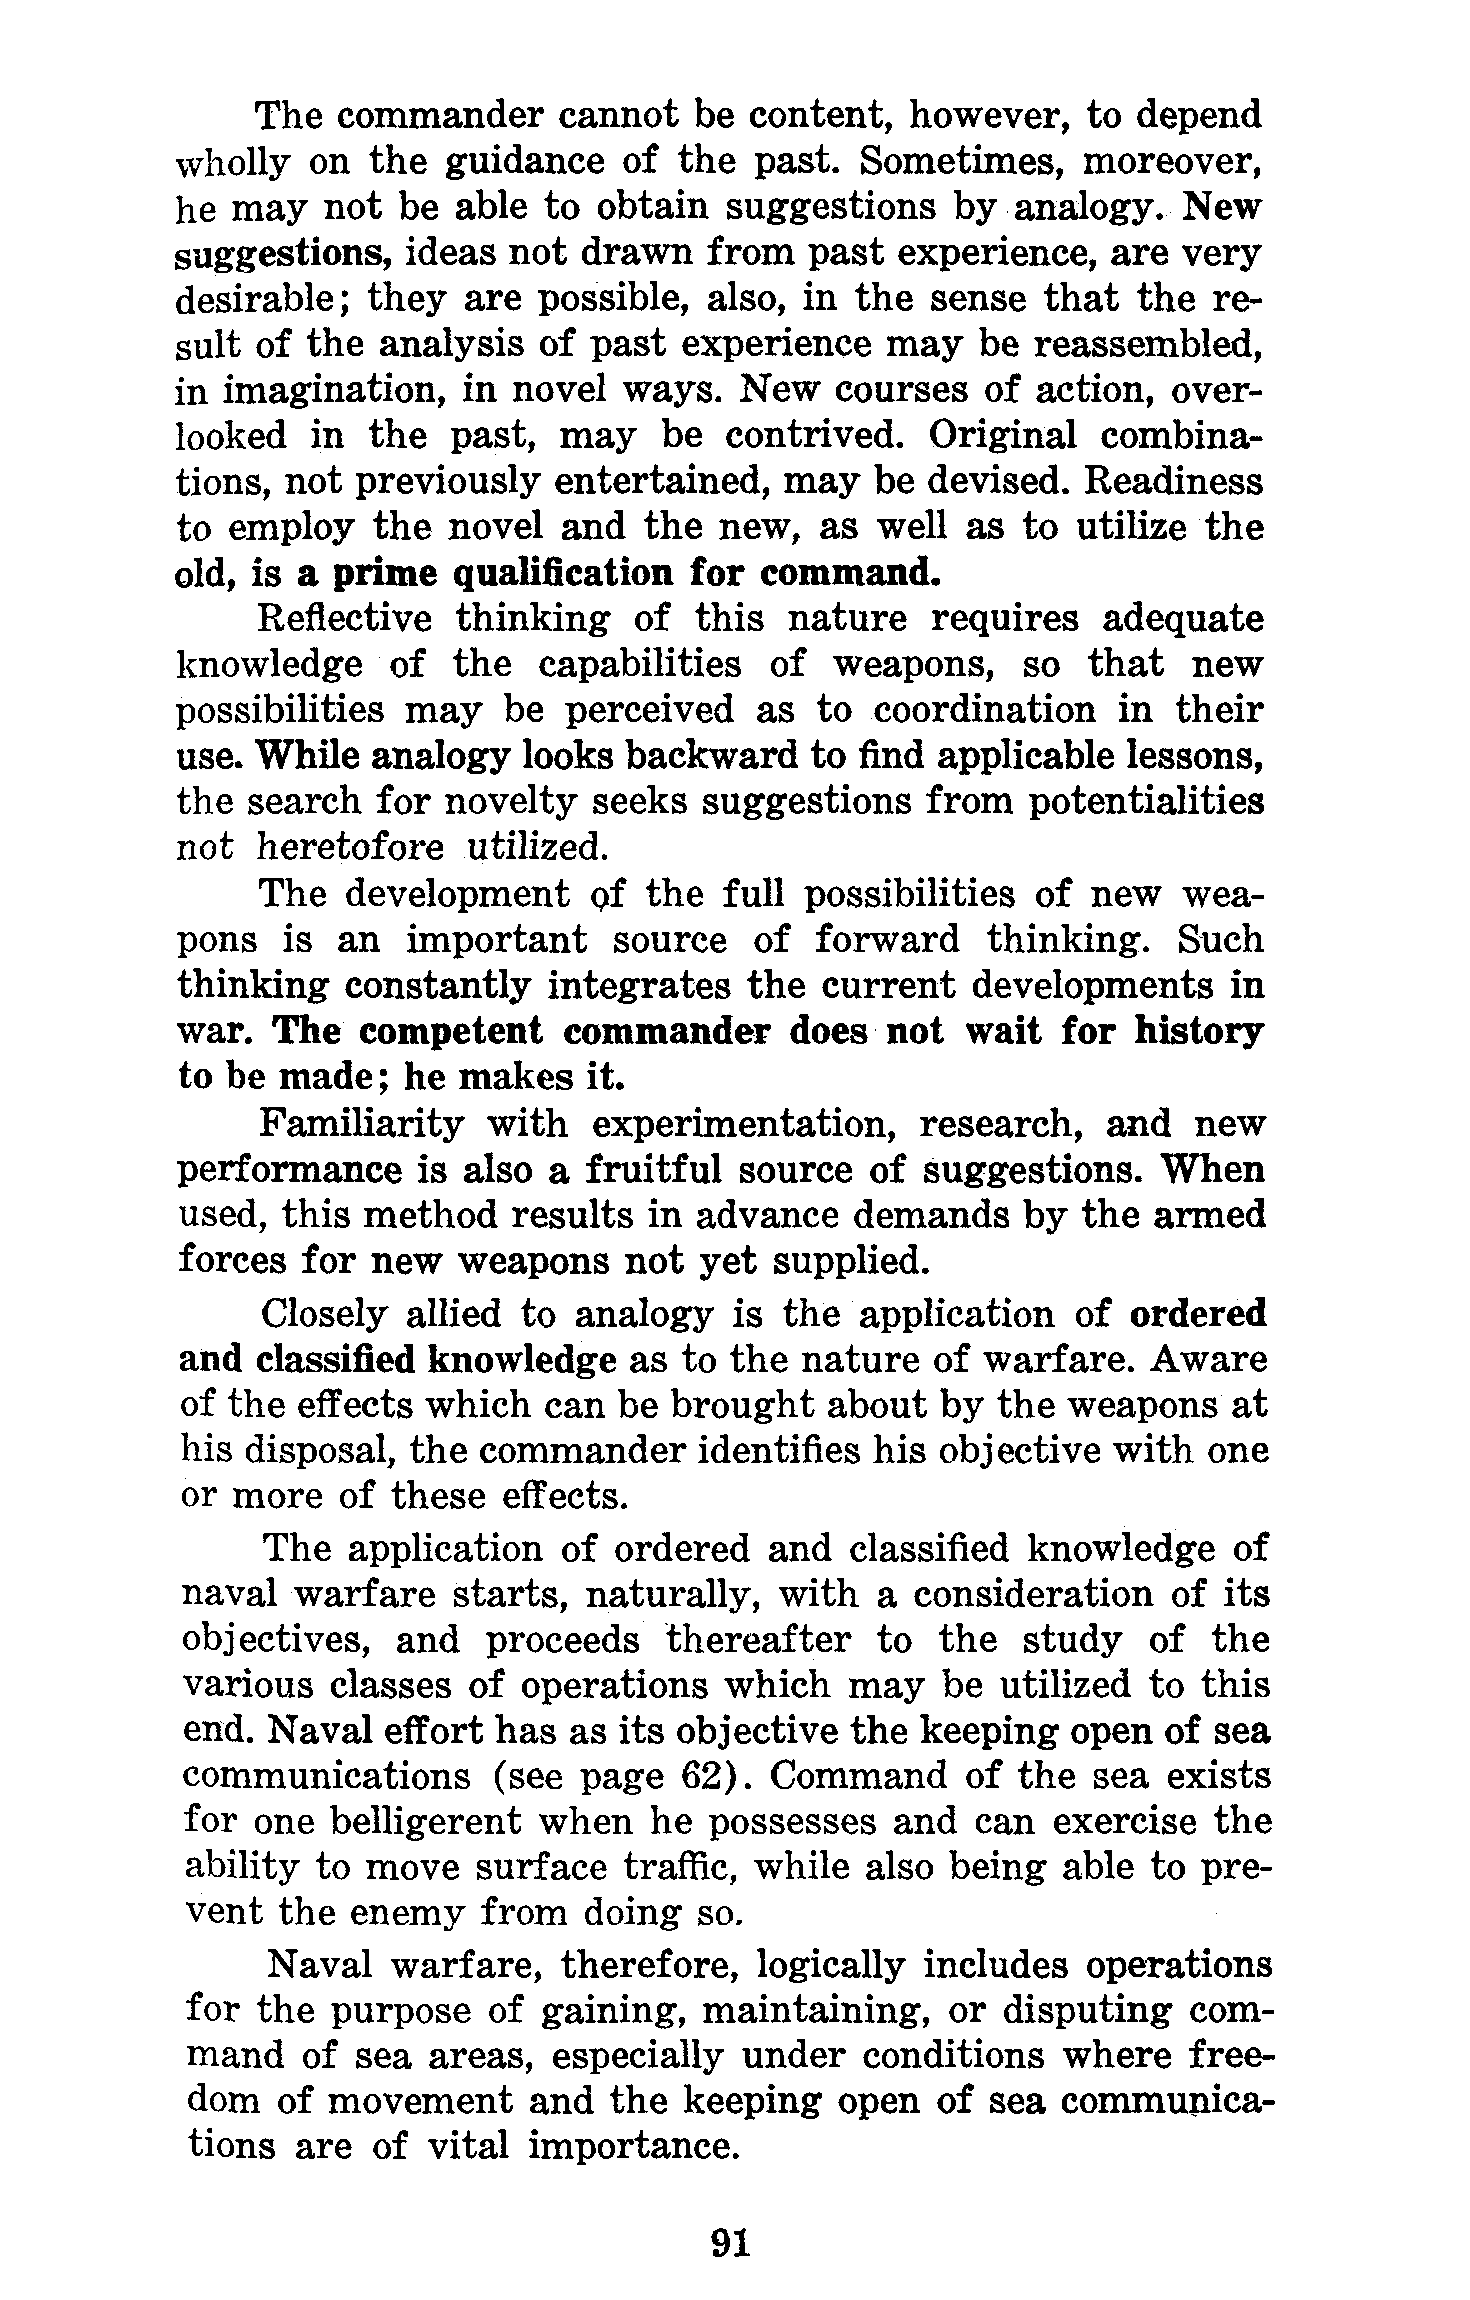 The commander cannot be content, however, to depend
wholly on the guidance of the past. Sometimes, moreover,
he may not be able to obtain suggestions by analogy. New
suggestions, ideas not drawn from past experience, are very
desirable; they are possible, also, in the sense that the re-
sult of the analysis of past experience may be reassembled,
in imagination, in novel ways. New courses of action, over-
looked in the past, may be contrived. Original combina-
tions, not previously entertained, may be devised. Readiness
to employ the novel and the new, as well as to utilize the
old, is a prime qualification for command.
Reflective thinking of this nature requires adequate
knowledge of the capabilities of weapons, so that new
possibilities may be perceived as to coordination in their
use. While analogy looks backward to find applicable lessons,
the search for novelty seeks suggestions from potentialities
not heretofore utilized.
The development of the full possibilities of new wea-
pons is an important source of forward thinking. Such
thinking constantly integrates the current developments in
war. The competent commander does not wait for history
to be made; he makes it.
Familiarity with experimentation, research, and new
performance is also a fruitful source of suggestions. When
used, this method results in advance demands by the armed
forces for new weapons not yet supplied.
Closely allied to analogy is the application of ordered
and classified knowledge as to the nature of warfare. Aware
of the effects which can be brought about by the weapons at
his disposal, the commander identifies his objective with one
or more of these effects.
The application of ordered and classified knowledge of
naval warfare starts, naturally, with a consideration of its
objectives, and proceeds thereafter to the study of the
various classes of operations which may be utilized to this
end. Naval effort has as its objective the keeping open of sea
communications (see page 62). Command of the sea exists
for one belligerent when he possesses and can exercise the
ability to move surface traffic, while also being able to pre-
vent the enemy from doing so.
Naval warfare, therefore, logically includes operations
for the purpose of gaining, maintaining, or disputing com-
mand of sea areas, especially under conditions where free-
dom of movement and the keeping open of sea communica-
tions are of vital importance.
91